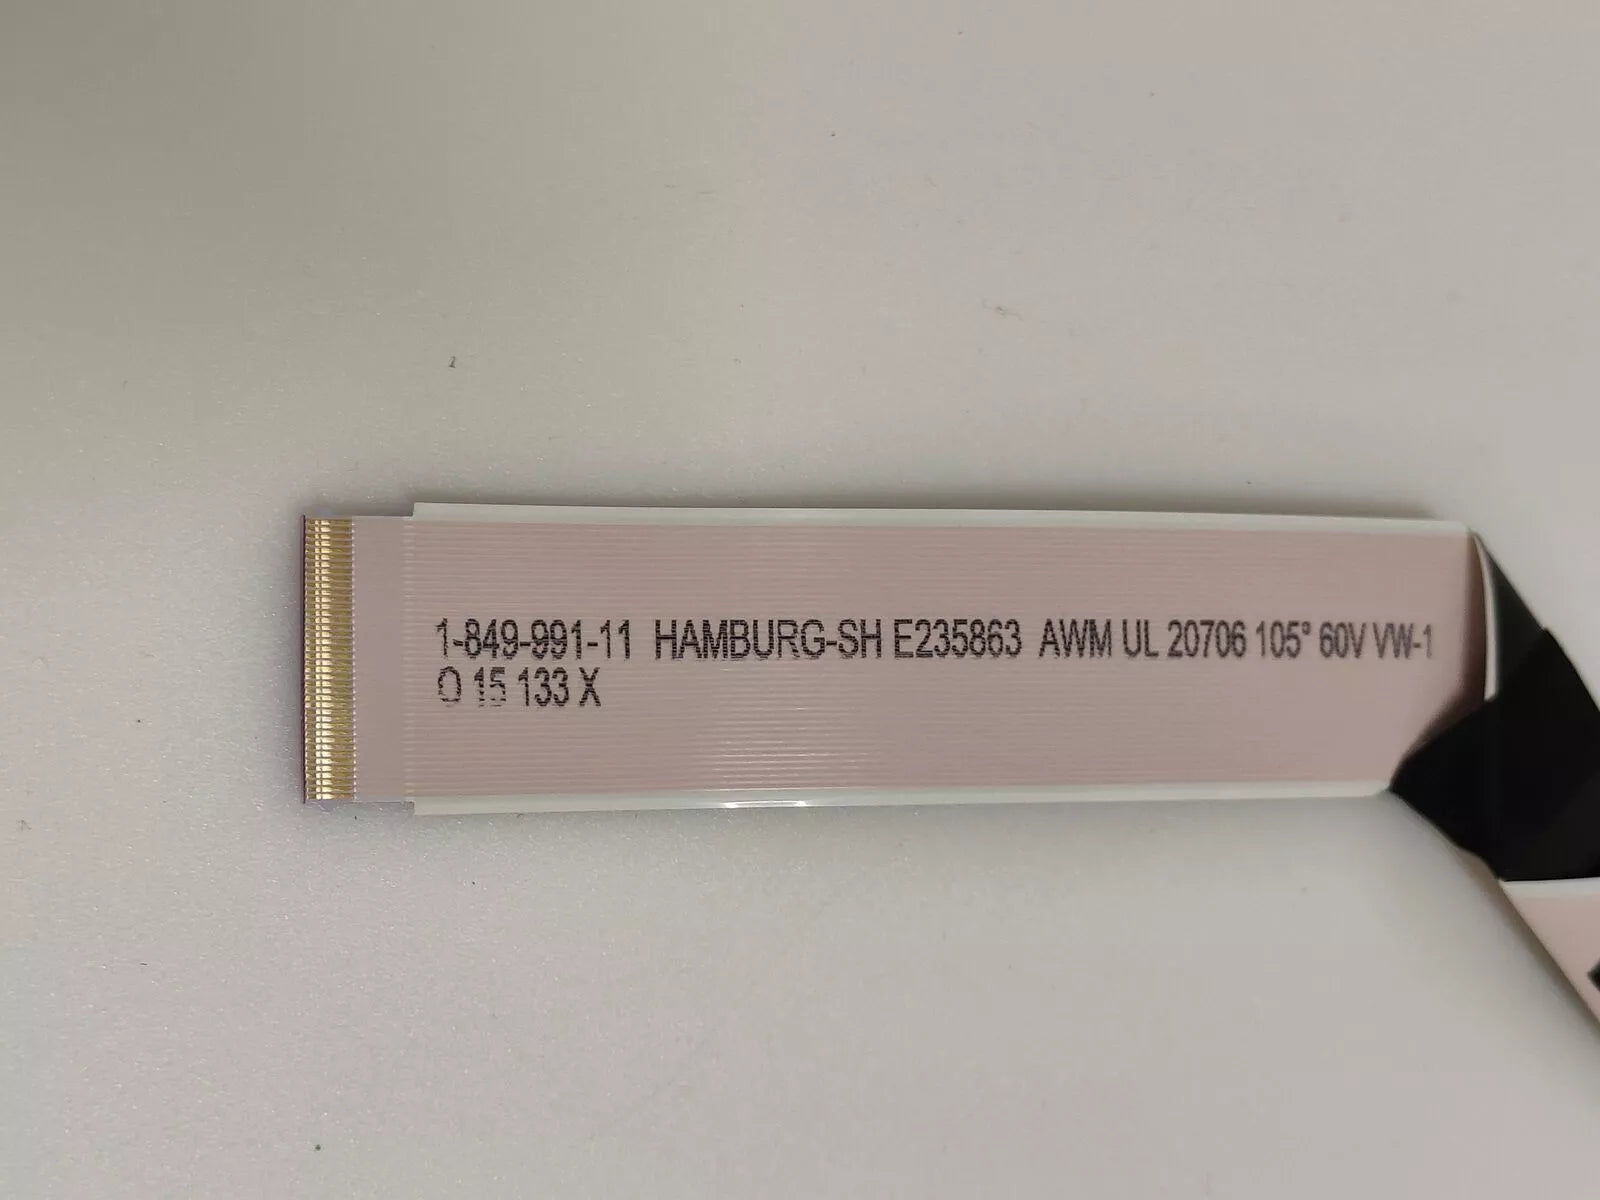 1-849-991-11 HAMBURG-SH E235863 AWM UL 20706 105° 60V VW-1
O 15 133 X